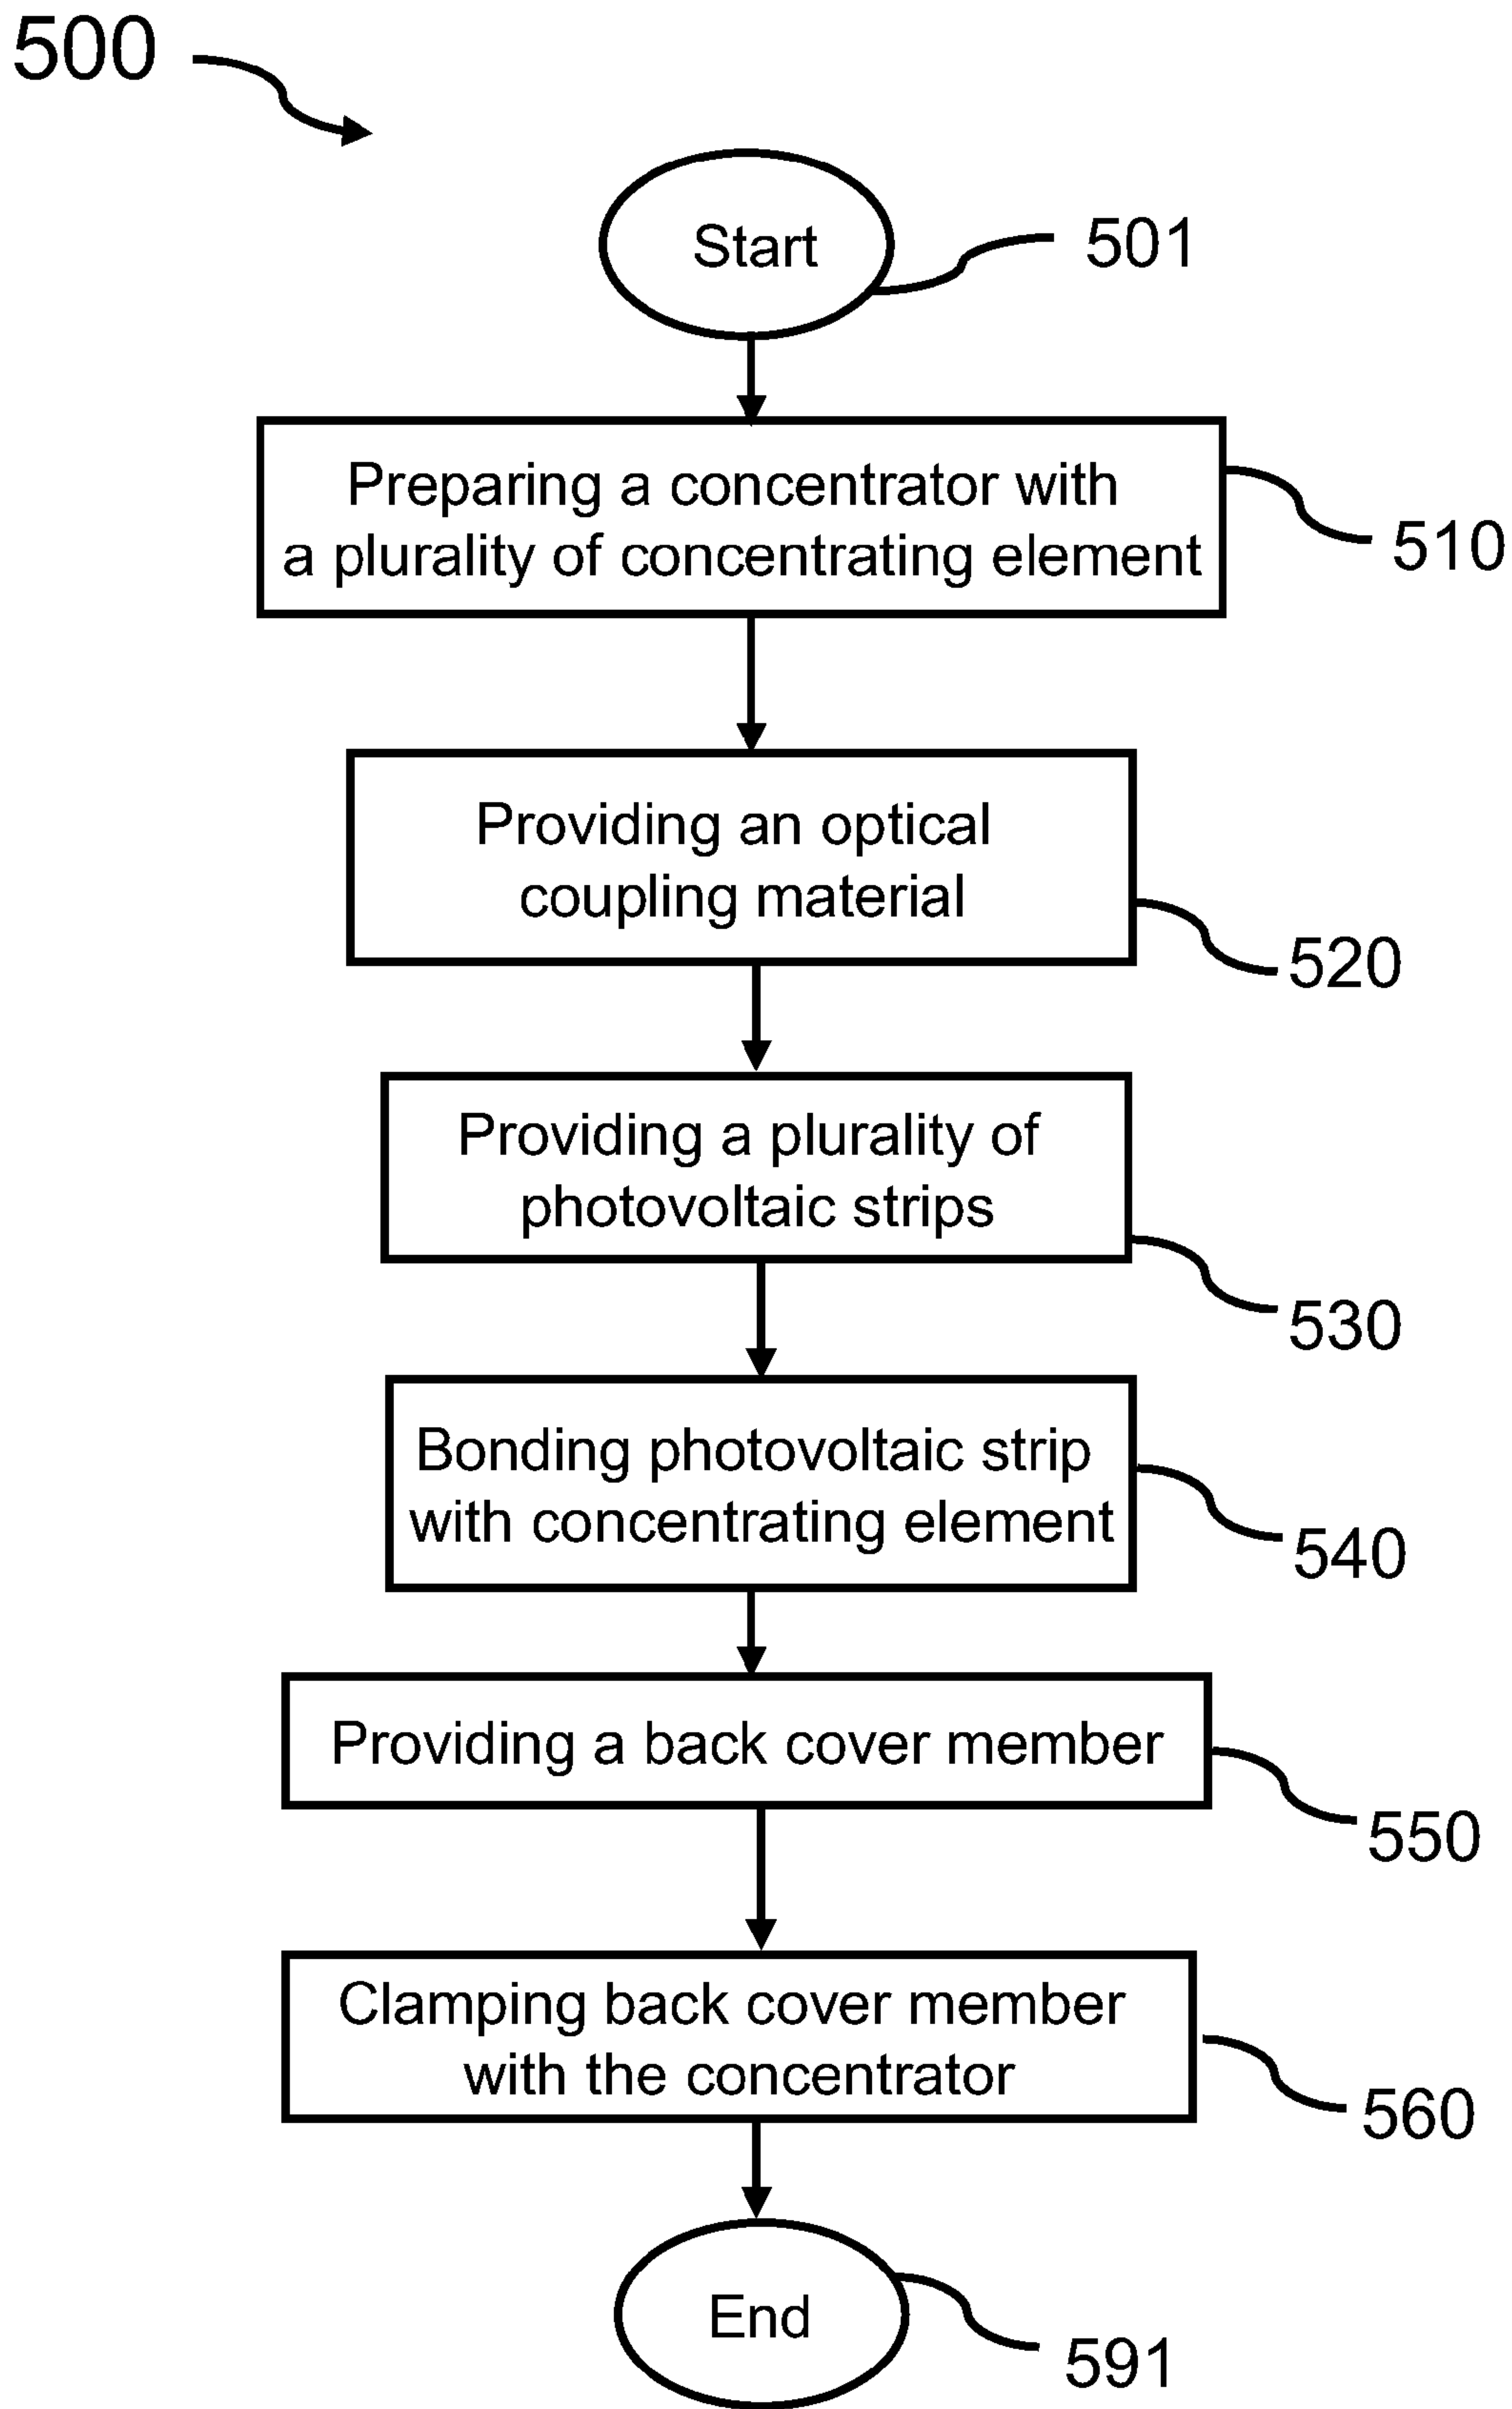 500
Start
501
Preparing a concentrator with
a plurality of concentrating element
510
Providing an optical
coupling material
520
Providing a plurality of
photovoltaic strips
530
Bonding photovoltaic strip
with concentrating element
540
Providing a back cover member
550
Clamping back cover member
with the concentrator
560
End
591